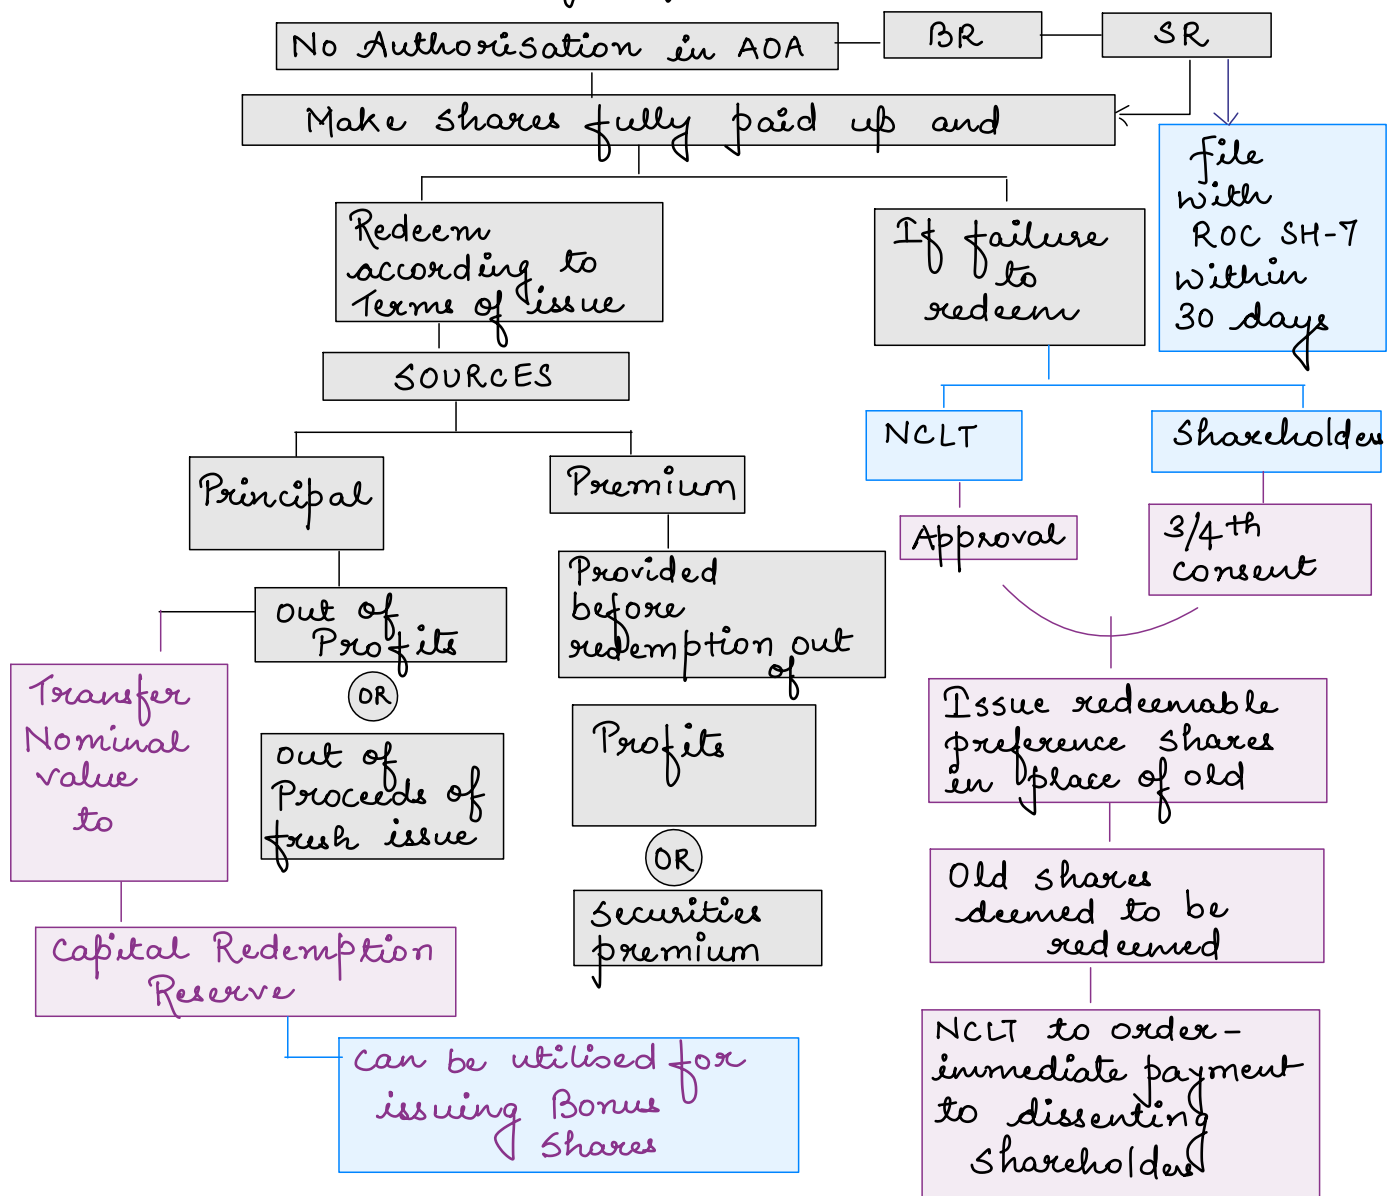 No Authorisation in AOA
BR
SR
Make shares fully paid up and
file
with
ROC SH-7
within
30 days
Redeem
according to
Terms of issue
If failure
to
redeem
SOURCES
NCLT
Shareholders
Principal
Premium
Approval
3/4th
consent
Provided
before
redemption out
of
out of
Profits
OR
out of
Proceeds of
fresh issue
Transfer
Nominal
value
to
Profits
OR
Securities
premium
Issue redeemable
preference shares
in place of old
Old shares
deemed to be
redeemed
Capital Redemption
Reserve
can be utilised for
issuing Bonus
Shares
NCLT to order-
immediate payment
to dissenting
shareholders